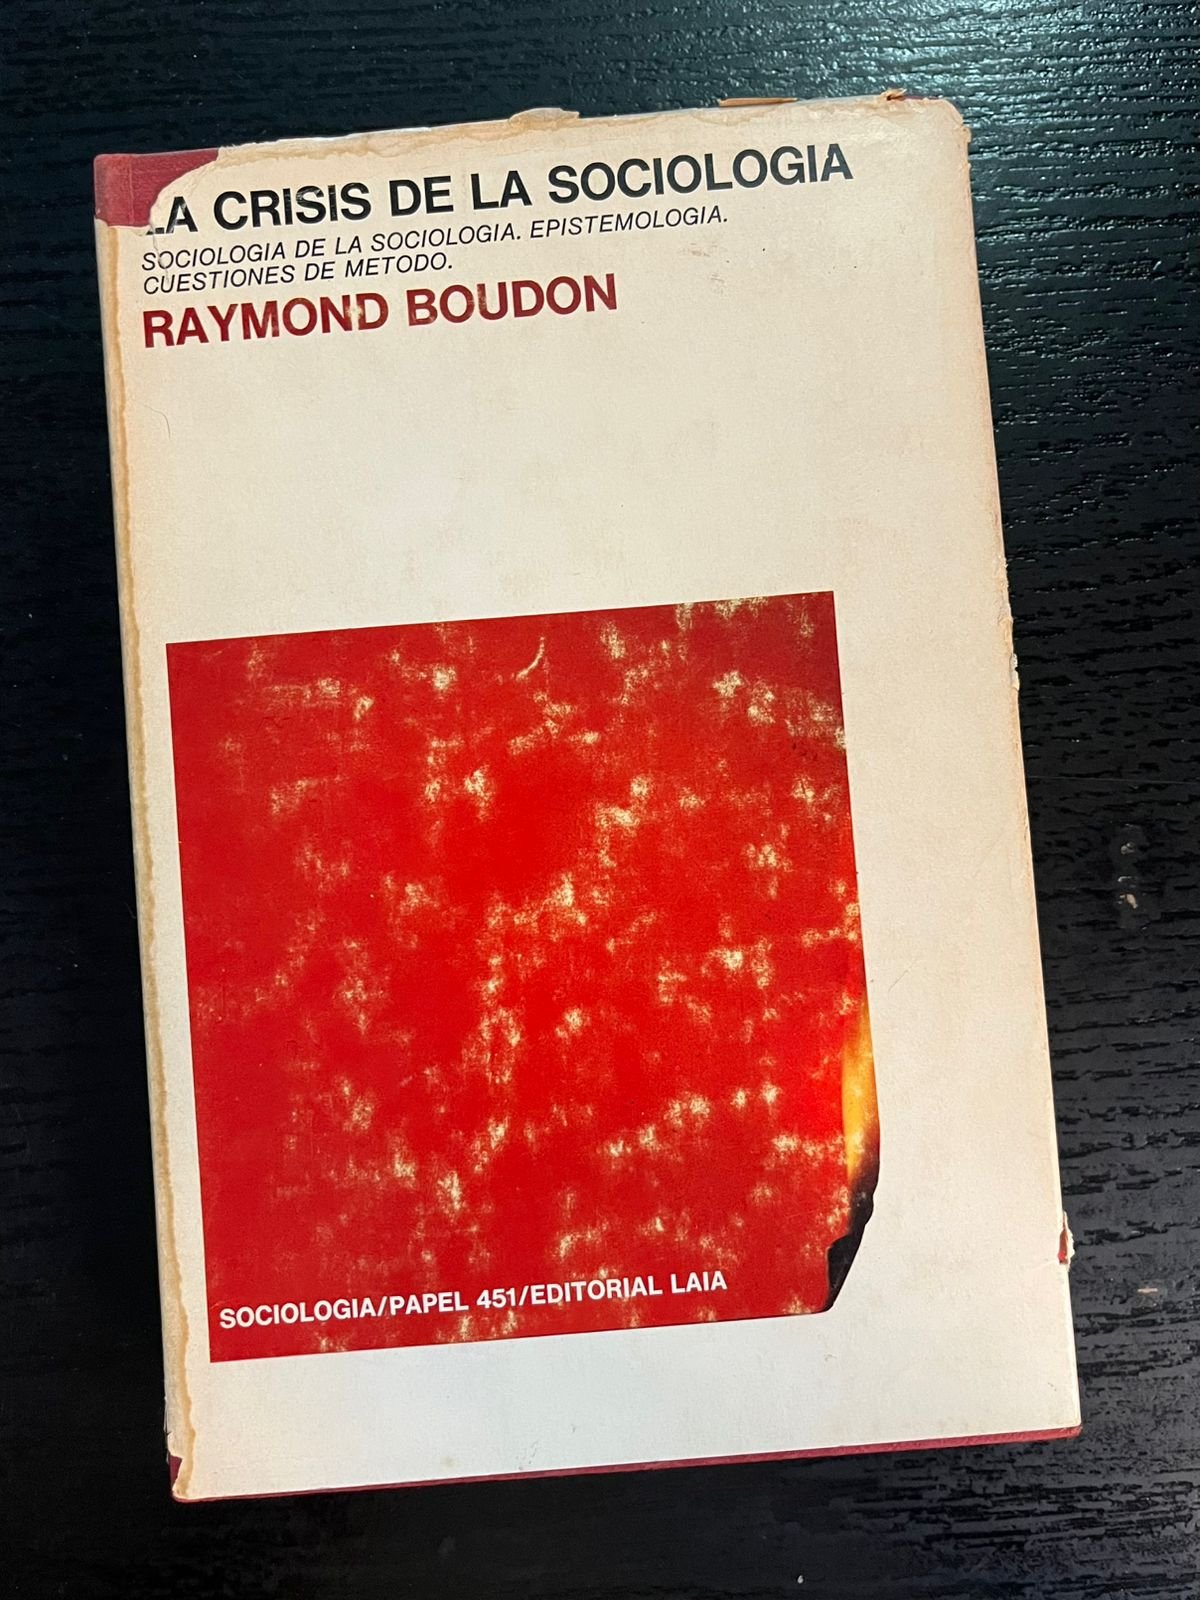 LA CRISIS DE LA SOCIOLOGIA
SOCIOLOGIA DE LA SOCIOLOGIA. EPISTEMOLOGIA.
CUESTIONES DE METODO.
RAYMOND BOUDON
SOCIOLOGIA/PAPEL 451/EDITORIAL LAIA